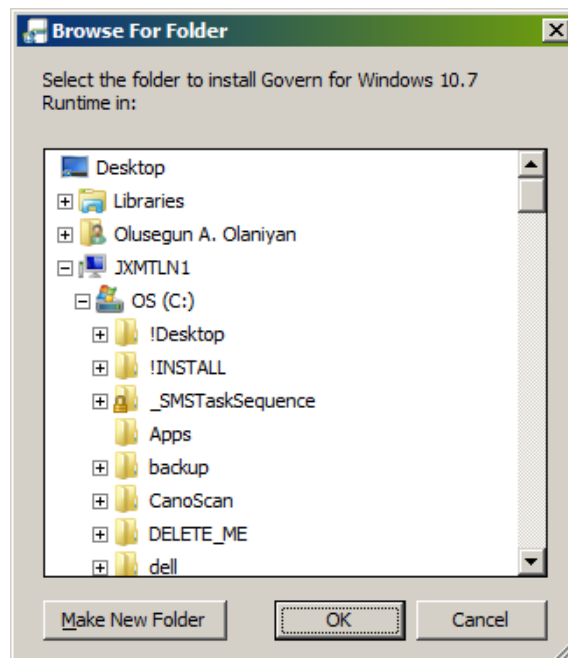 Browse For Folder
Select the folder to install Govern for Windows 10.7
Runtime in:
Desktop
Libraries
Olusegun A. Olaniyan
JXMTLN1
OS (C:)
!Desktop
!INSTALL
_SMSTaskSequence
Apps
backup
CanoScan
DELETE_ME
dell
Make New Folder OK Cancel